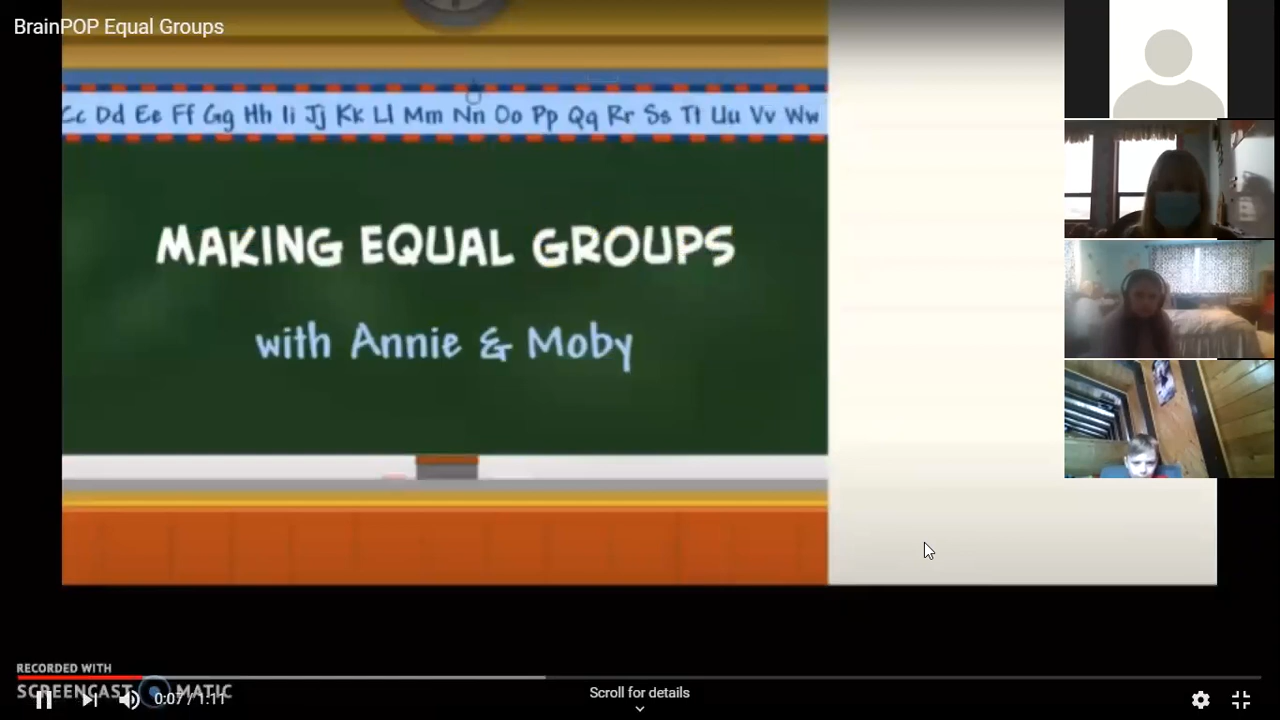 BrainPOP Equal Groups
Cc Dd Ee Ff Gg Hh Ii Jj Kk Ll Mm Nn Oo Pp Qq Rr Ss Tt Uu Vv Ww
MAKING EQUAL GROUPS
with Annie & Moby
RECORDED WITH
SCREENCAST MATIC
0:07 / 1:11
Scroll for details